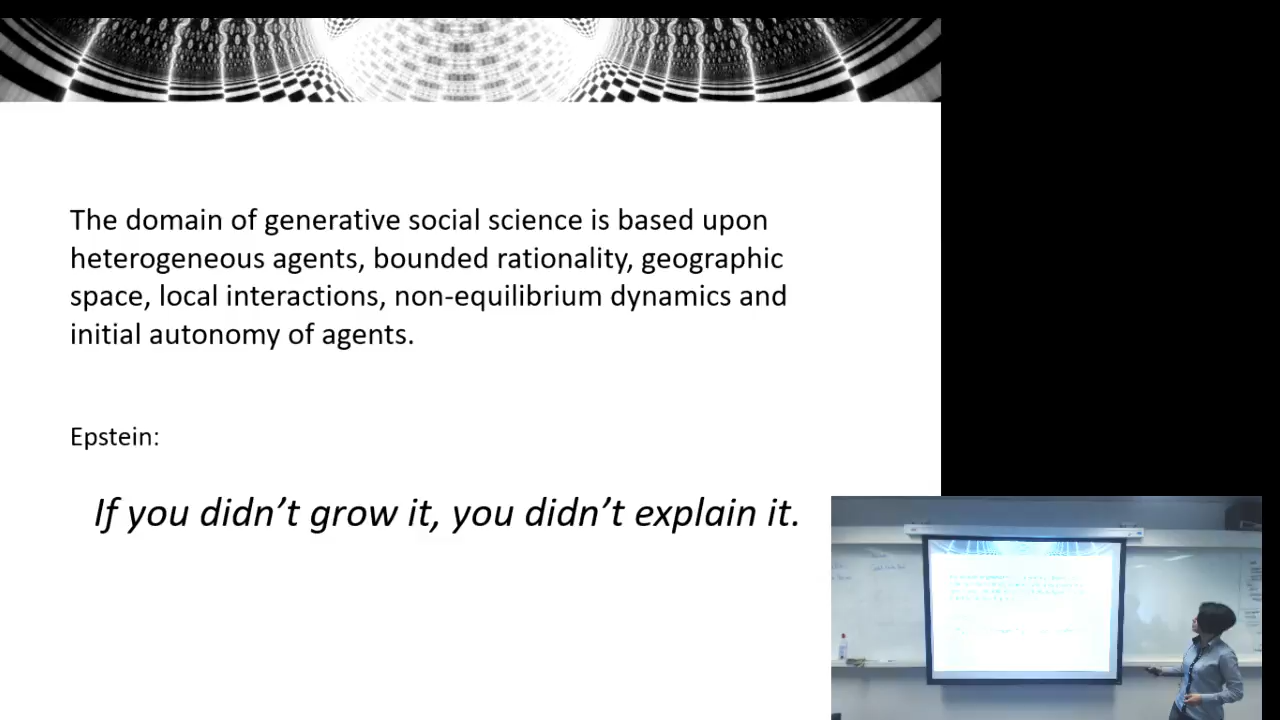 The domain of generative social science is based upon
heterogeneous agents, bounded rationality, geographic
space, local interactions, non-equilibrium dynamics and
initial autonomy of agents.
Epstein:
If you didn’t grow it, you didn’t explain it.